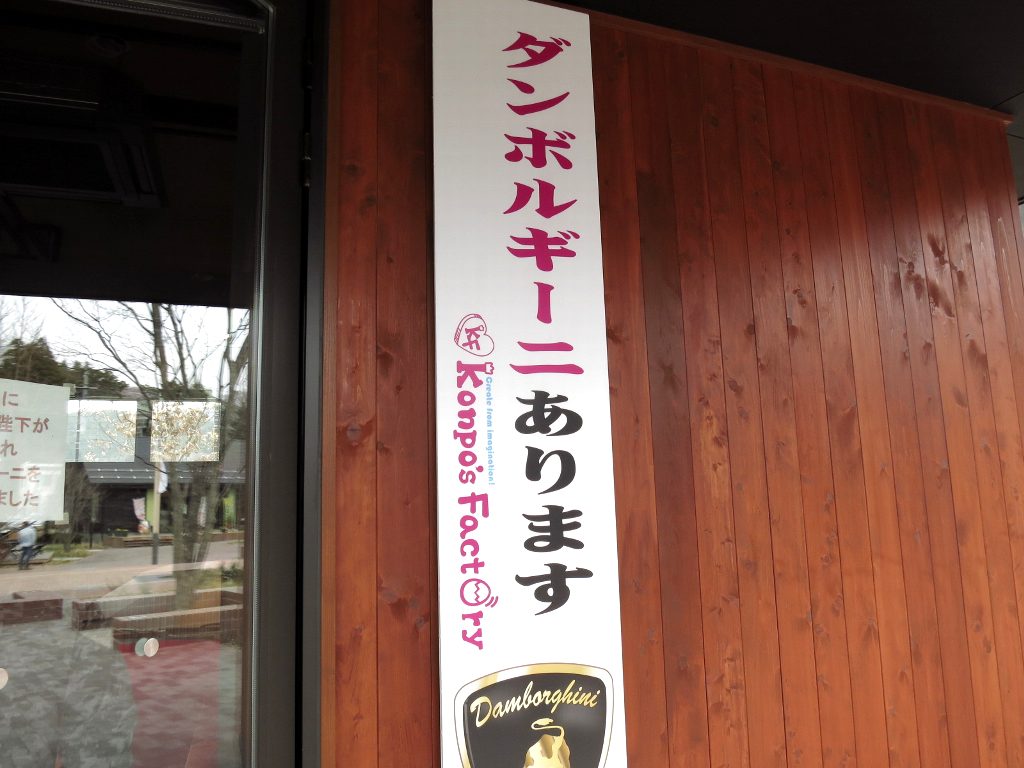 ダンボルギーニあります
KF Konpo's Factory
Create from imagination!
Damborghini
に
陛下が
れ
ーニを
ました